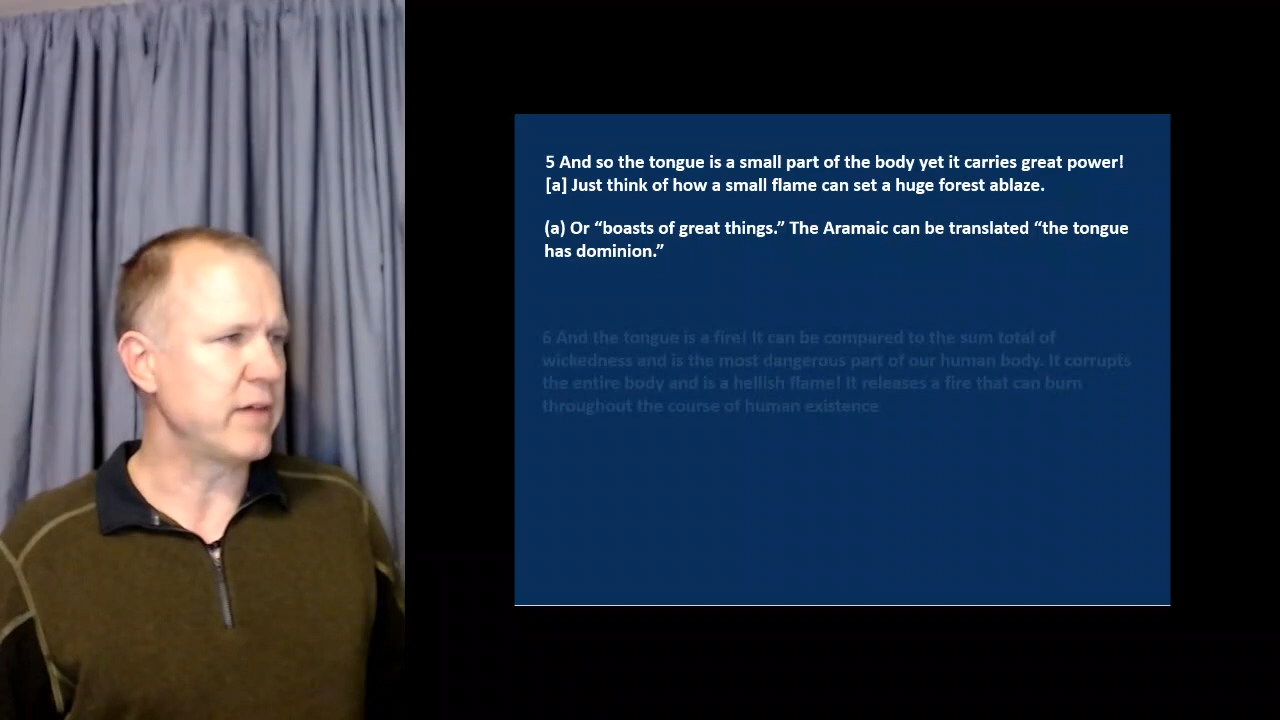 5 And so the tongue is a small part of the body yet it carries great power!
[a] Just think of how a small flame can set a huge forest ablaze.
(a) Or “boasts of great things.” The Aramaic can be translated “the tongue
has dominion.”
6 And the tongue is a fire! It can be compared to the sum total of
wickedness and is the most dangerous part of our human body. It corrupts
the entire body and is a hellish flame! It releases a fire that can burn
throughout the course of human existence